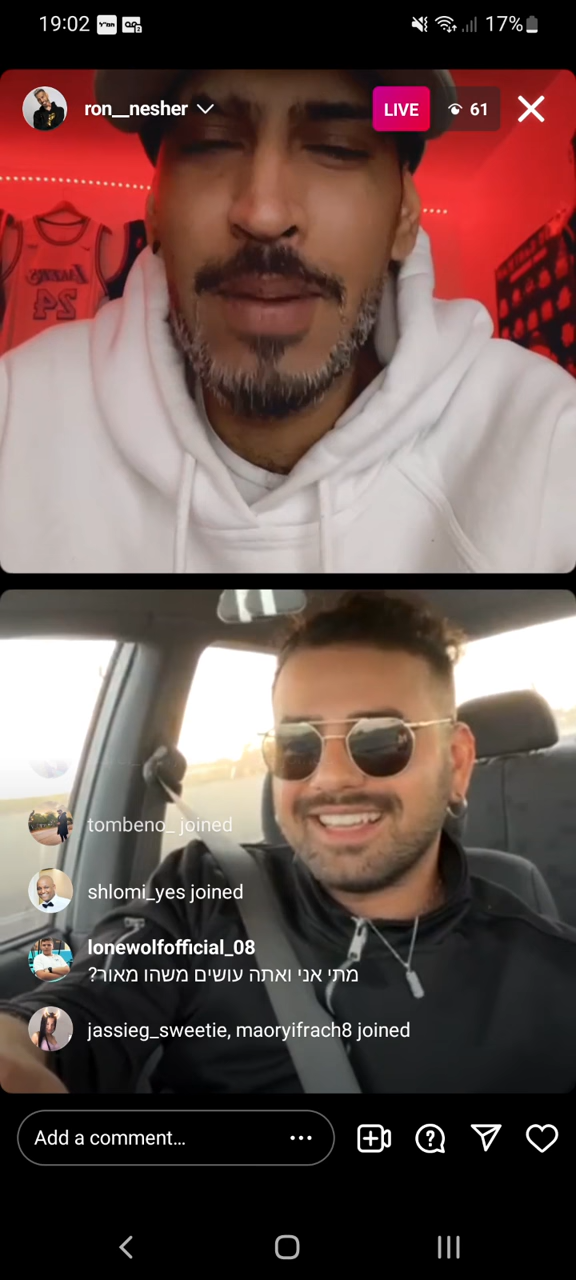 19:02
17%
ron__nesher
LIVE
61
24
tombeno_ joined
shlomi_yes joined
lonewolfofficial_08
מתי אני ואתה עושים משהו מאור?
jassieg_sweetie, maoryifrach8 joined
Add a comment...